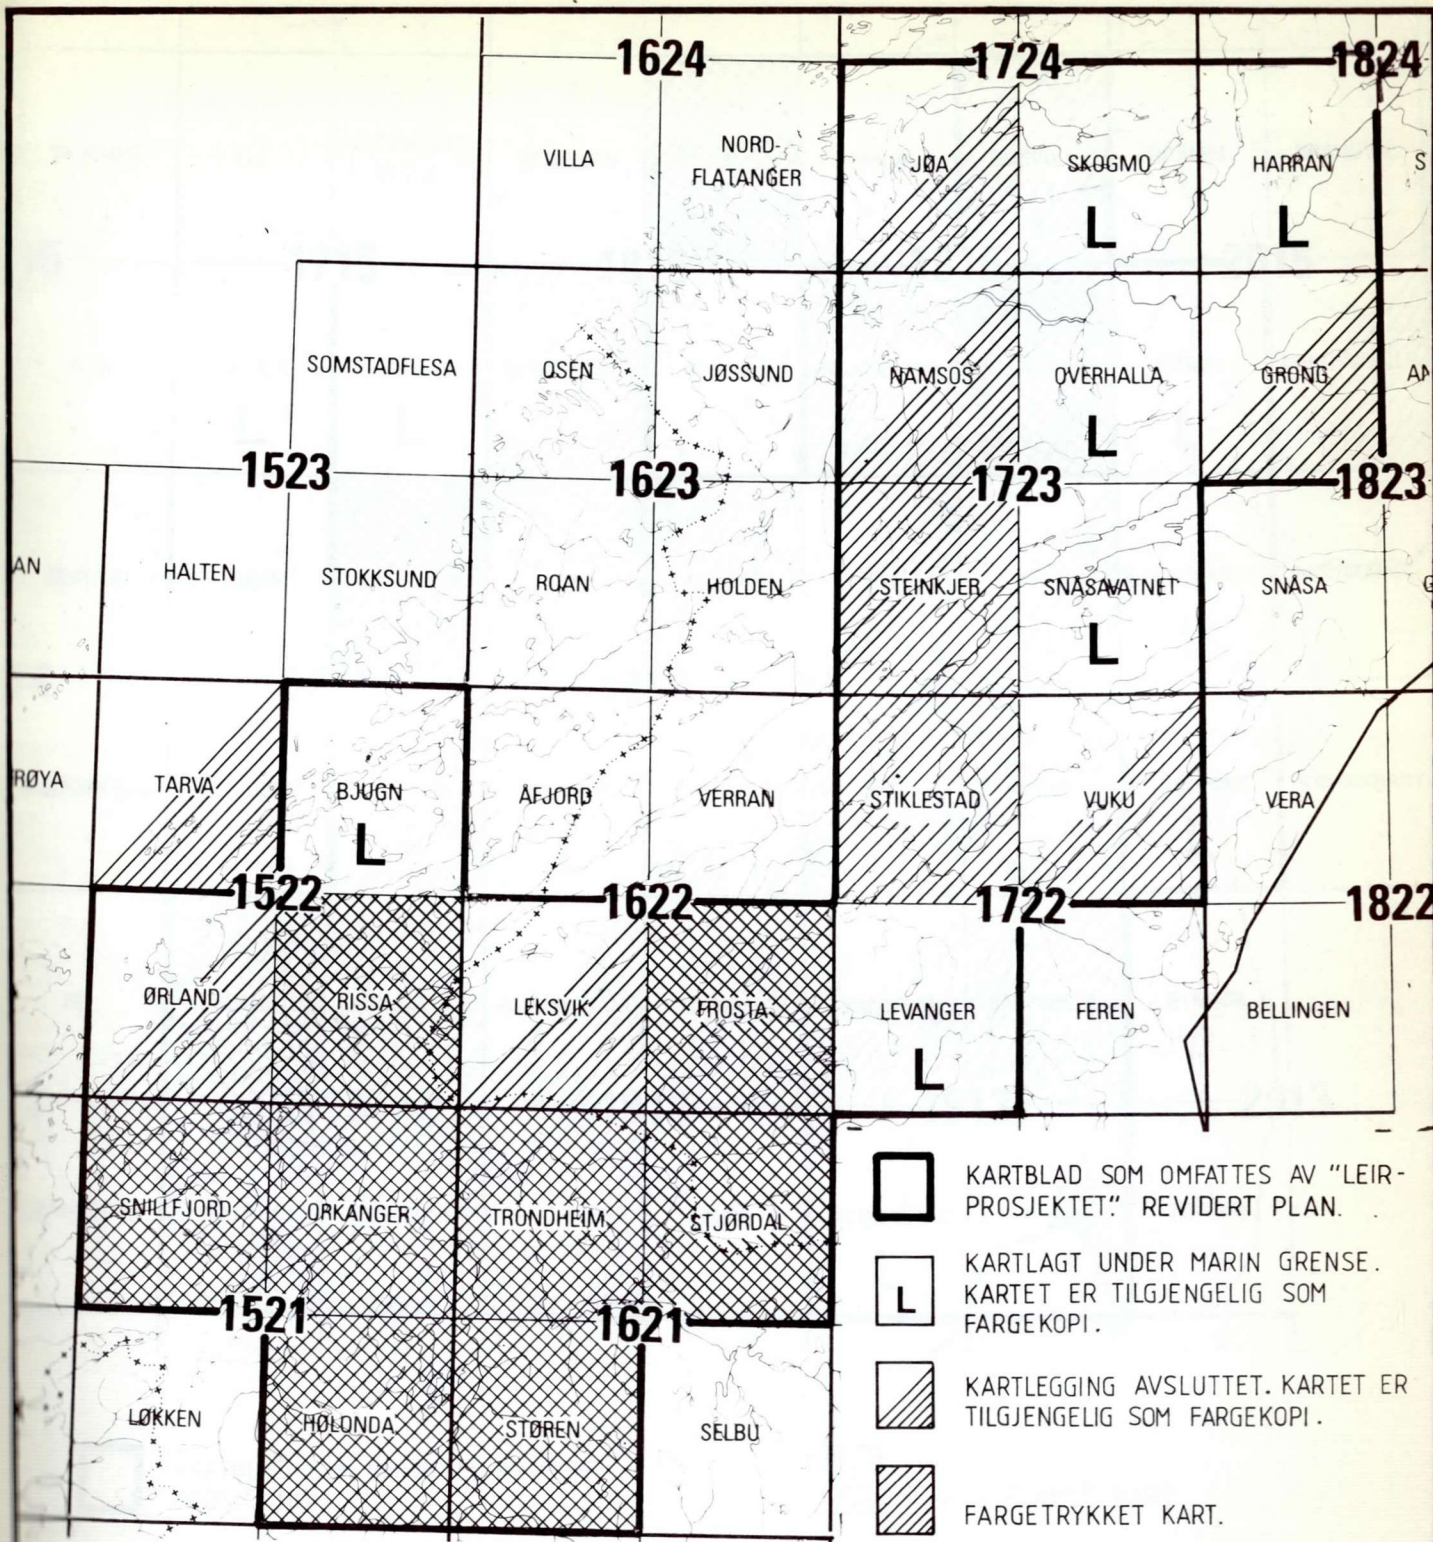 1624
1724
1824
VILLA
NORD-
FLATANGER
JØA
SKOGMO
HARRAN
S
L
L
SOMSTADFLESA
OSEN
JØSSUND
NAMSOS
OVERHALLA
GRONG
AN
L
1523
1623
1723
1823
AN
HALTEN
STOKKSUND
ROAN
HOLDEN
STEINKJER
SNÅSAVATNET
SNÅSA
G
L
RØYA
TARVA
BJUGN
ÅFJORD
VERRAN
STIKLESTAD
VUKU
VERA
L
1522
1622
1722
1822
ØRLAND
RISSA
LEKSVIK
FROSTA
LEVANGER
FEREN
BELLINGEN
L
SNILLFJORD
ORKANGER
TRONDHEIM
STJØRDAL
1521
1621
LØKKEN
HØLONDA
STØREN
SELBU
KARTBLAD SOM OMFATTES AV "LEIR-
PROSJEKTET". REVIDERT PLAN.
L
KARTLAGT UNDER MARIN GRENSE.
KARTET ER TILGJENGELIG SOM
FARGEKOPI.
KARTLEGGING AVSLUTTET. KARTET ER
TILGJENGELIG SOM FARGEKOPI.
FARGETRYKKET KART.